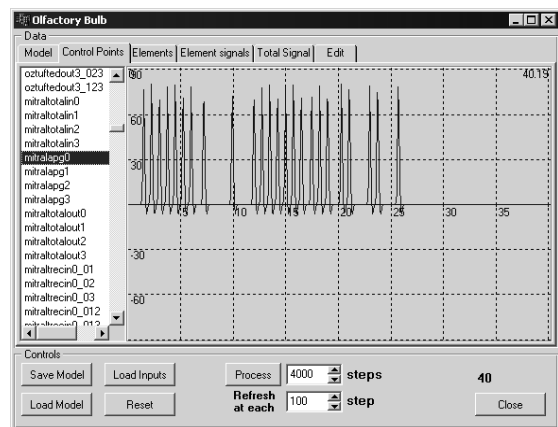 Olfactory Bulb
Data
Model Control Points Elements Element signals Total Signal Edit
oztuftedout3_023
oztuftedout3_123
mitraltotalin0
mitraltotalin1
mitraltotalin2
mitraltotalin3
mitralapg0
mitralapg1
mitralapg2
mitralapg3
mitraltotalout0
mitraltotalout1
mitraltotalout2
mitraltotalout3
mitraltrecin0_01
mitraltrecin0_02
mitraltrecin0_03
mitraltrecin0_012
mitraltrecin0_013
90 40.19
60
30
5 10 15 20 25 30 35
-30
-60
Controls
Save Model Load Inputs Process 4000 steps 40
Load Model Reset Refresh at each 100 step Close